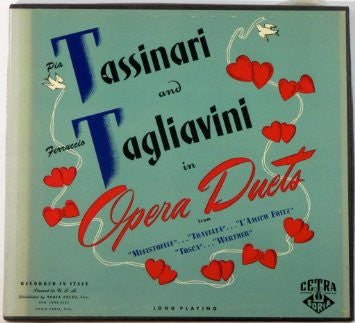 Pia
Tassinari
and
Ferruccio
Tagliavini
in
Opera Duets
from
"MEFISTOFELE"... "TRAVIATA"... "L'AMICO FRITZ"
"TOSCA"... "WERTHER"
RECORDED IN ITALY
CETRA
SORIA
LONG PLAYING